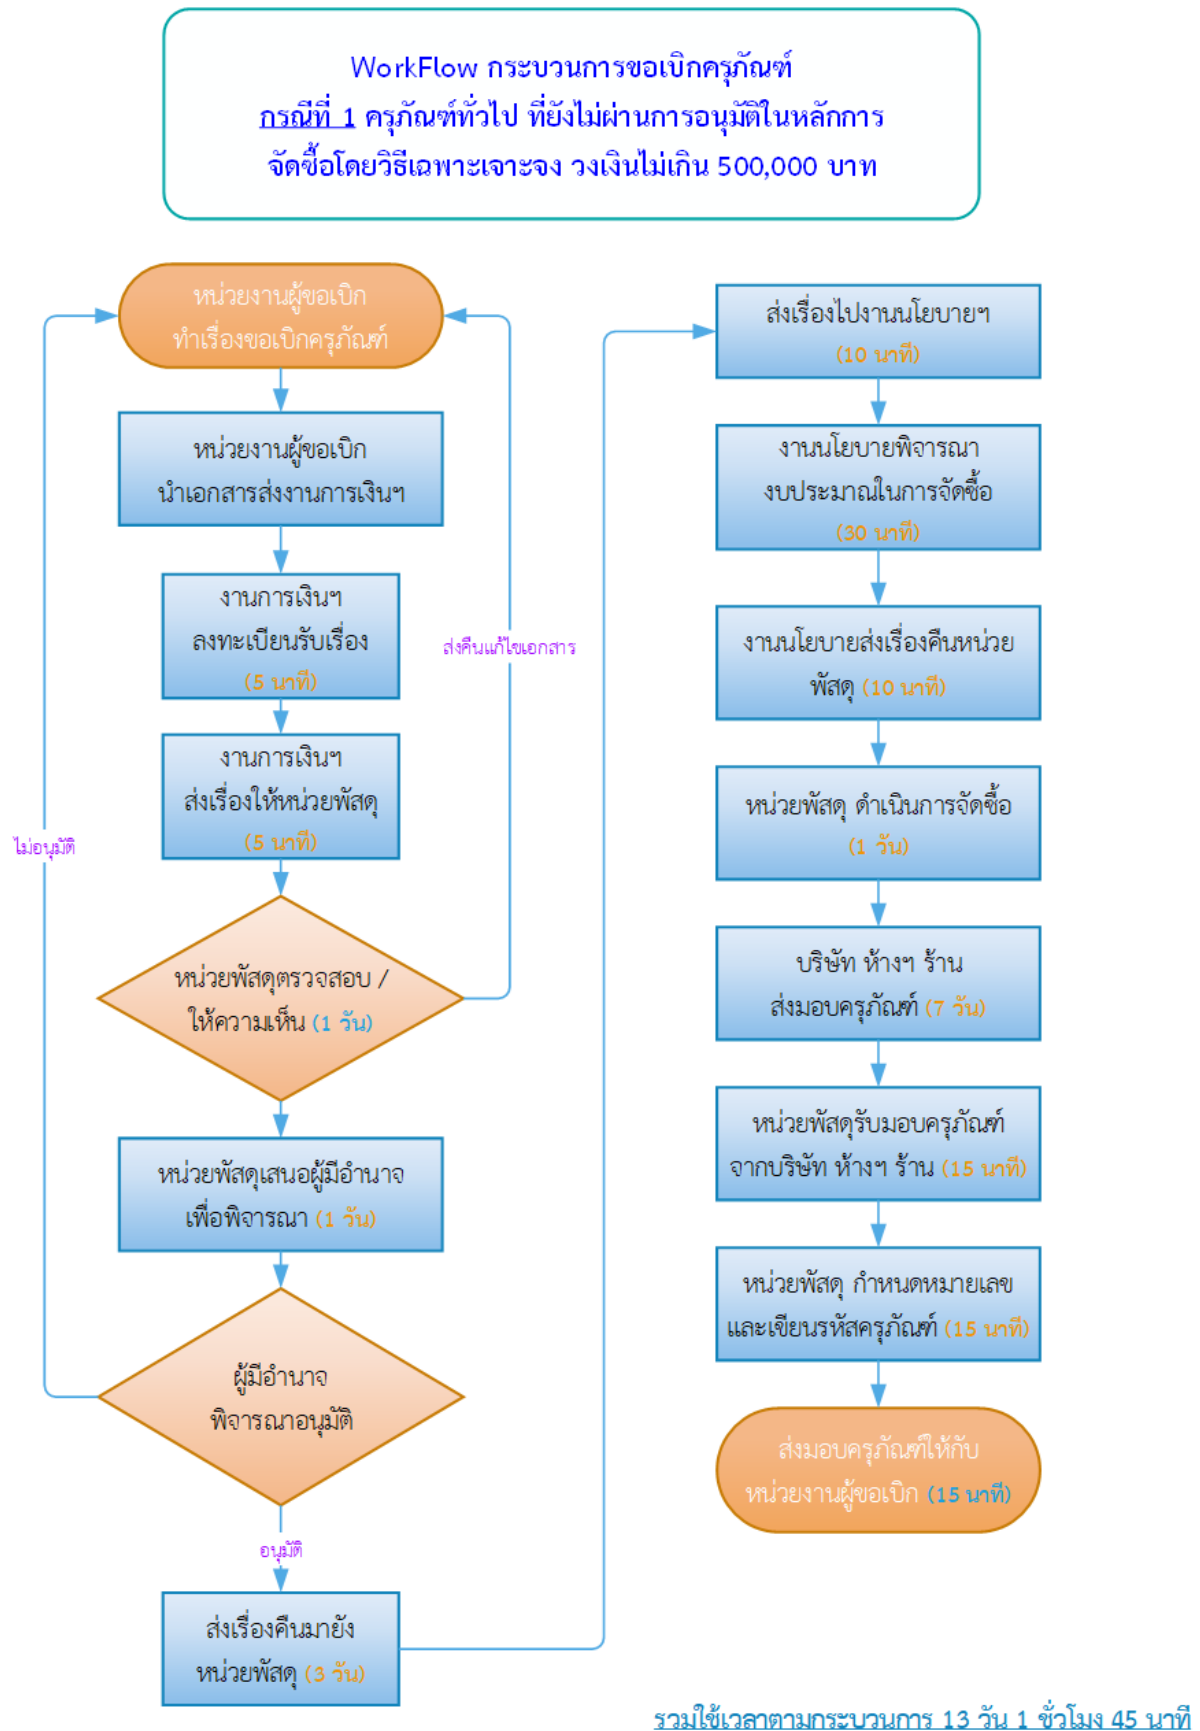 WorkFlow กระบวนการขอเบิกครุภัณฑ์
กรณีที่ 1 ครุภัณฑ์ทั่วไป ที่ยังไม่ผ่านการอนุมัติในหลักการ
จัดซื้อโดยวิธีเฉพาะเจาะจง วงเงินไม่เกิน 500,000 บาท
หน่วยงานผู้ขอเบิก
ทำเรื่องขอเบิกครุภัณฑ์
หน่วยงานผู้ขอเบิก
นำเอกสารส่งงานการเงินฯ
งานการเงินฯ
ลงทะเบียนรับเรื่อง
(5 นาที)
ส่งคืนแก้ไขเอกสาร
งานการเงินฯ
ส่งเรื่องให้หน่วยพัสดุ
(5 นาที)
ไม่อนุมัติ
หน่วยพัสดุตรวจสอบ /
ให้ความเห็น (1 วัน)
หน่วยพัสดุเสนอผู้มีอำนาจ
เพื่อพิจารณา (1 วัน)
ผู้มีอำนาจ
พิจารณาอนุมัติ
อนุมัติ
ส่งเรื่องคืนมายัง
หน่วยพัสดุ (3 วัน)
ส่งเรื่องไปงานนโยบายฯ
(10 นาที)
งานนโยบายพิจารณา
งบประมาณในการจัดซื้อ
(30 นาที)
งานนโยบายส่งเรื่องคืนหน่วย
พัสดุ (10 นาที)
หน่วยพัสดุ ดำเนินการจัดซื้อ
(1 วัน)
บริษัท ห้างฯ ร้าน
ส่งมอบครุภัณฑ์ (7 วัน)
หน่วยพัสดุรับมอบครุภัณฑ์
จากบริษัท ห้างฯ ร้าน (15 นาที)
หน่วยพัสดุ กำหนดหมายเลข
และเขียนรหัสครุภัณฑ์ (15 นาที)
ส่งมอบครุภัณฑ์ให้กับ
หน่วยงานผู้ขอเบิก (15 นาที)
รวมใช้เวลาตามกระบวนการ 13 วัน 1 ชั่วโมง 45 นาที